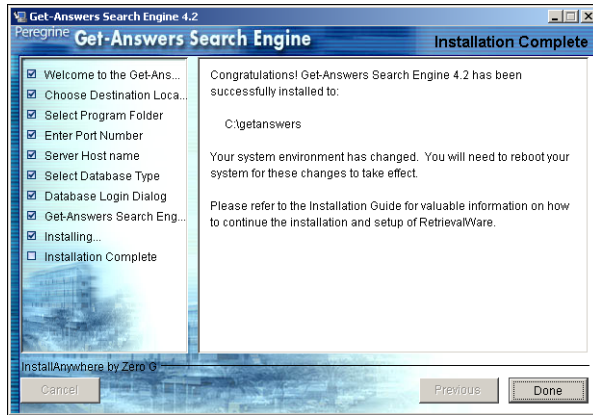 Get-Answers Search Engine 4.2
Peregrine Get-Answers Search Engine
Installation Complete
Welcome to the Get-Ans...
Choose Destination Loca...
Select Program Folder
Enter Port Number
Server Host name
Select Database Type
Database Login Dialog
Get-Answers Search Eng...
Installing...
Installation Complete
Congratulations! Get-Answers Search Engine 4.2 has been
successfully installed to:
C:\getanswers
Your system environment has changed. You will need to reboot your
system for these changes to take effect.
Please refer to the Installation Guide for valuable information on how
to continue the installation and setup of RetrievalWare.
InstallAnywhere by Zero G
Cancel
Previous
Done